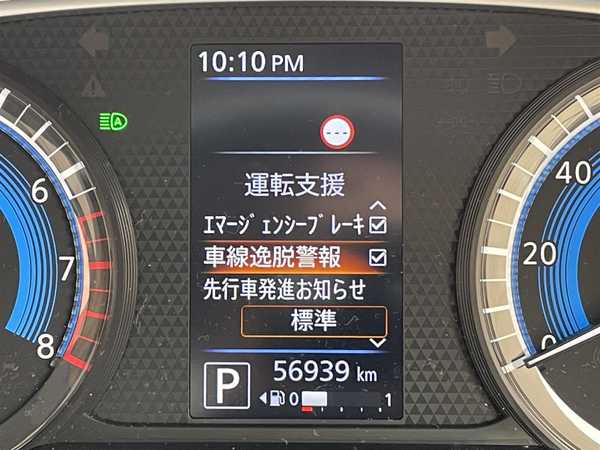 10:10 PM
---
運転支援
エマージェンシーブレーキ
車線逸脱警報
先行車発進お知らせ
標準
56939 km
P
0 1
A
6
7
8
40
20
0